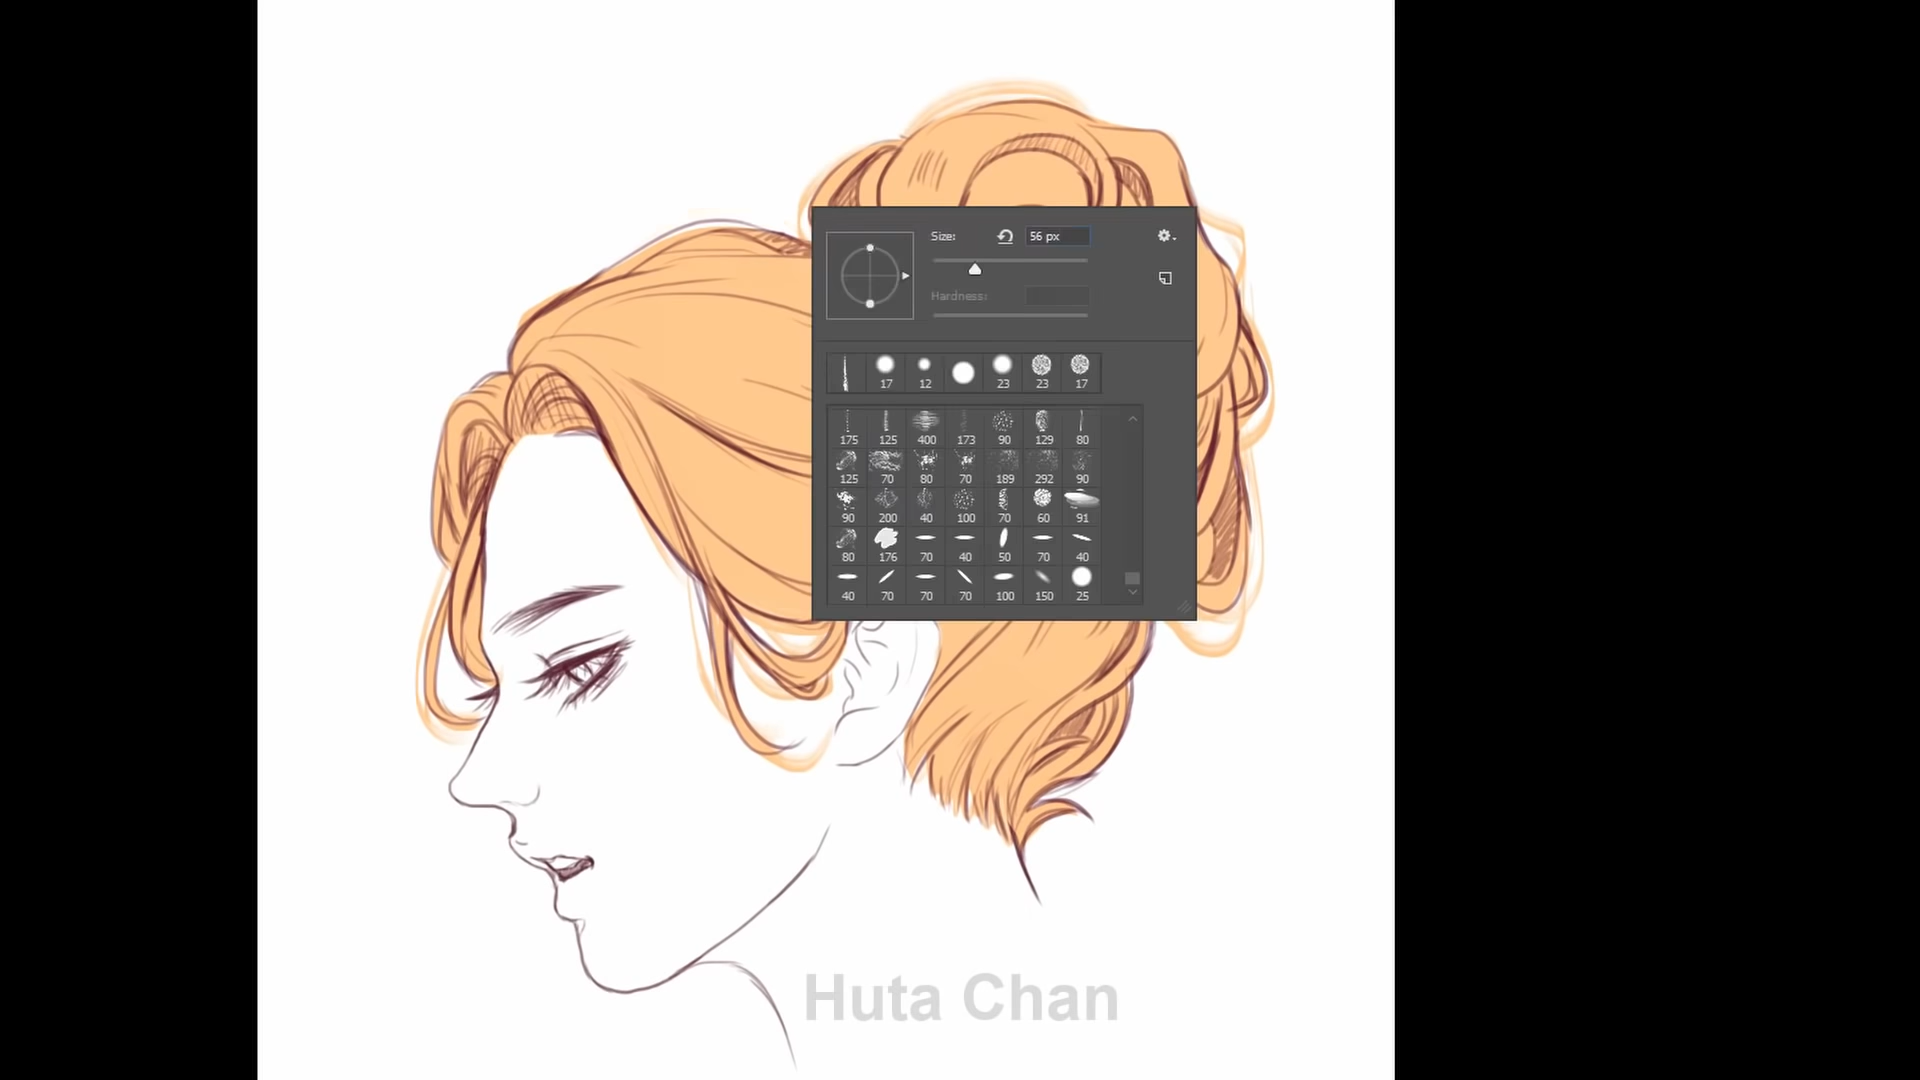 Size: 56 px
Hardness:
17 12 23 23 17
175 125 400 173 90 129 80
125 70 80 70 189 292 90
90 200 40 100 70 60 91
80 176 70 40 50 70 40
40 70 70 70 100 150 25
Huta Chan